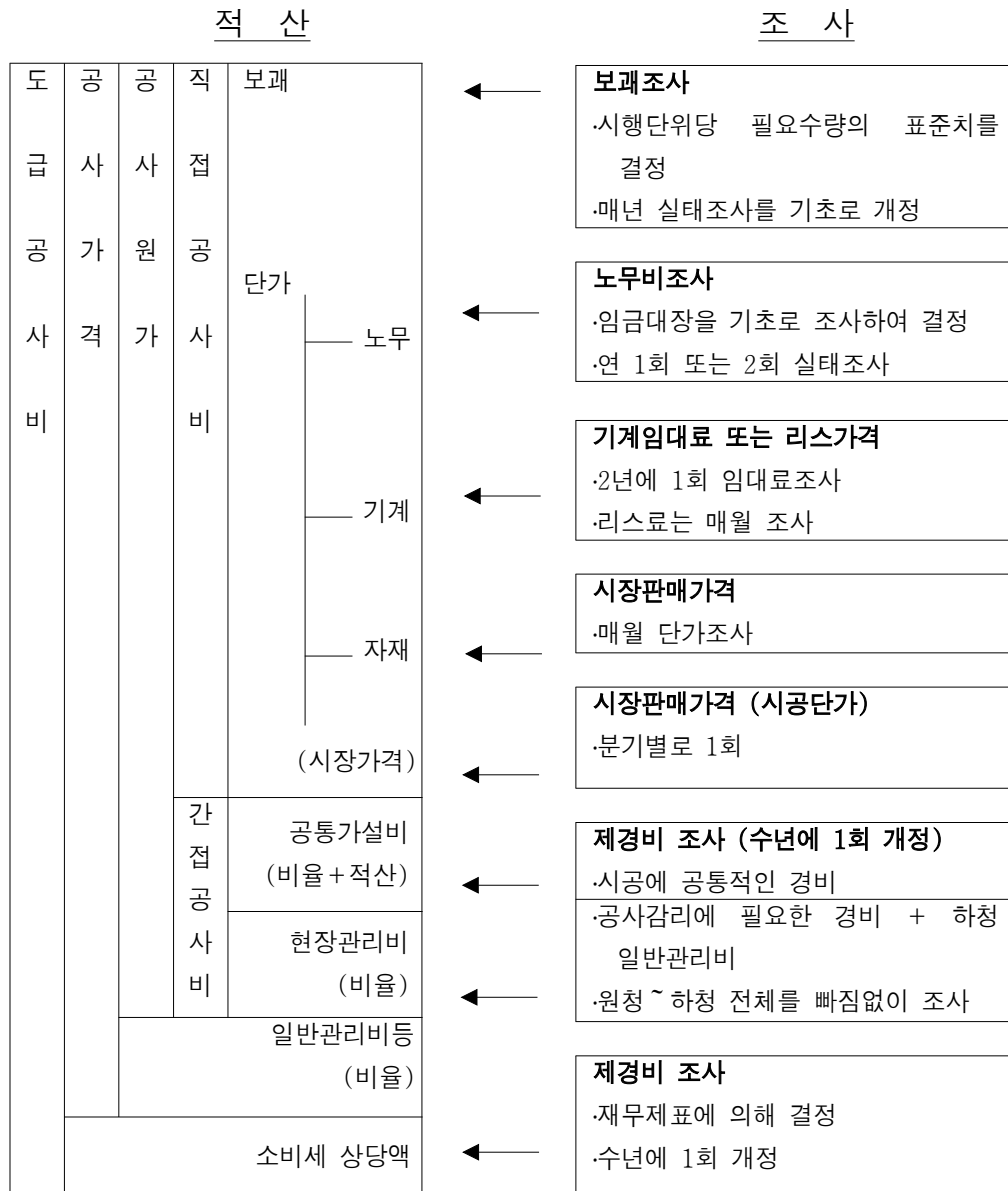 적 산
도급공사비
공사가격
공사원가
직접공사비
보괘
단가
노무
기계
자재
(시장가격)
간접공사비
공통가설비
(비율+적산)
현장관리비
(비율)
일반관리비등
(비율)
소비세 상당액
조 사
보괘조사
·시행단위당 필요수량의 표준치를
결정
·매년 실태조사를 기초로 개정
노무비조사
·임금대장을 기초로 조사하여 결정
·연 1회 또는 2회 실태조사
기계임대료 또는 리스가격
·2년에 1회 임대료조사
·리스료는 매월 조사
시장판매가격
·매월 단가조사
시장판매가격 (시공단가)
·분기별로 1회
제경비 조사 (수년에 1회 개정)
·시공에 공통적인 경비
·공사감리에 필요한 경비 + 하청
일반관리비
·원청~하청 전체를 빠짐없이 조사
제경비 조사
·재무제표에 의해 결정
·수년에 1회 개정